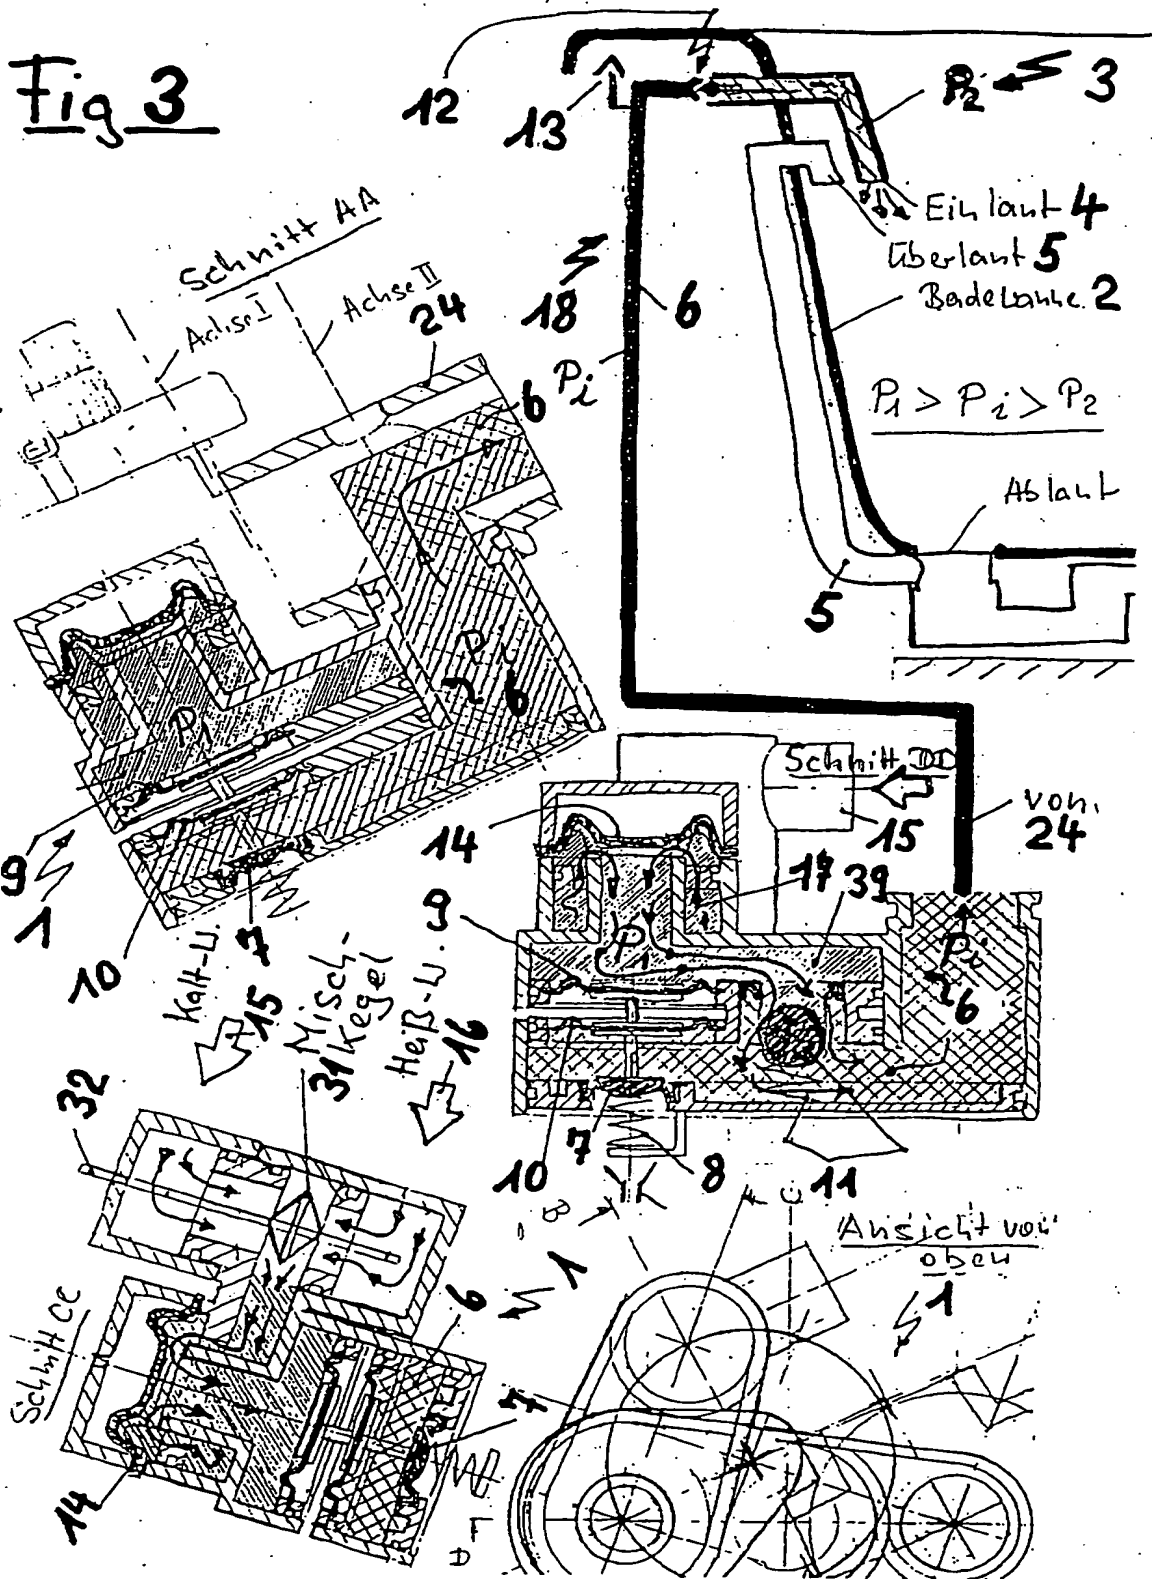 Fig 3
12
13
P2
3
Einlauf 4
Überlauf 5
Badewanne 2
18
6
Pi
P1 > Pi > P2
Ablauf
5
Schnitt AA
Achse I
Achse II
24
6
Pi
6
P1
9
1
10
7
Kalt-W.
15
Misch-
kegel
31
Heiß-W.
16
32
Schnitt DD
15
von
24
14
17
39
9
P1
Pi
6
10
7
8
11
B
C
Ansicht von
oben
1
1
6
7
Schnitt CC
14
D